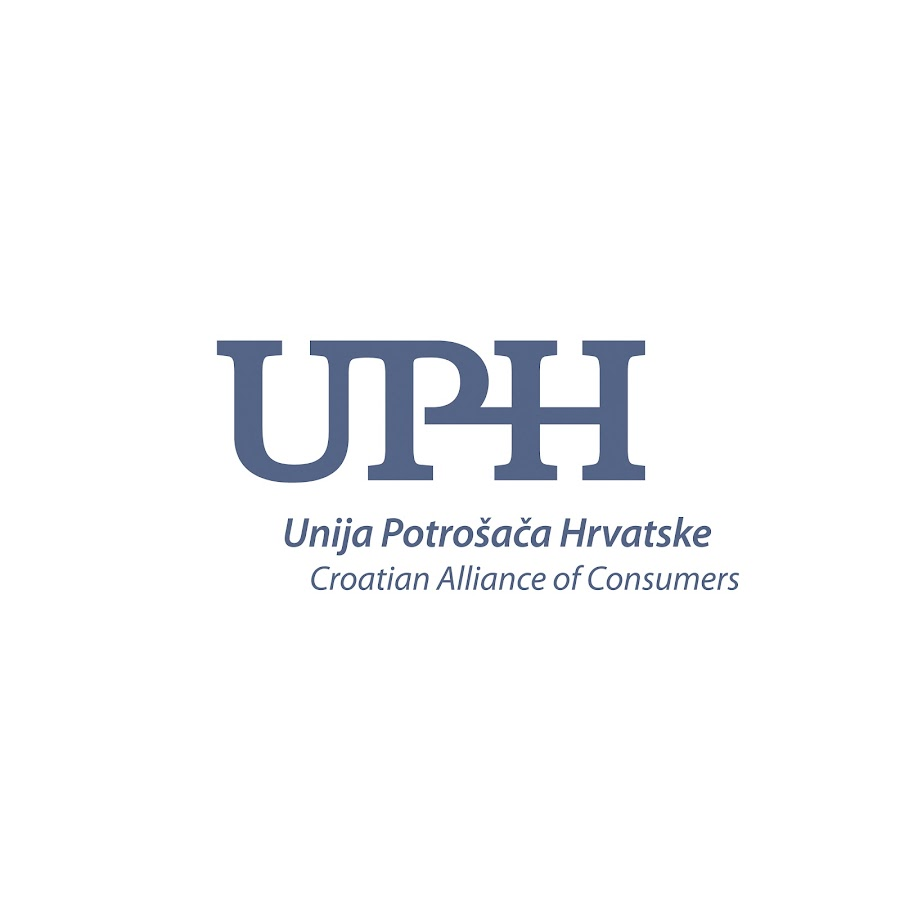 UPH
Unija Potrošača Hrvatske
Croatian Alliance of Consumers